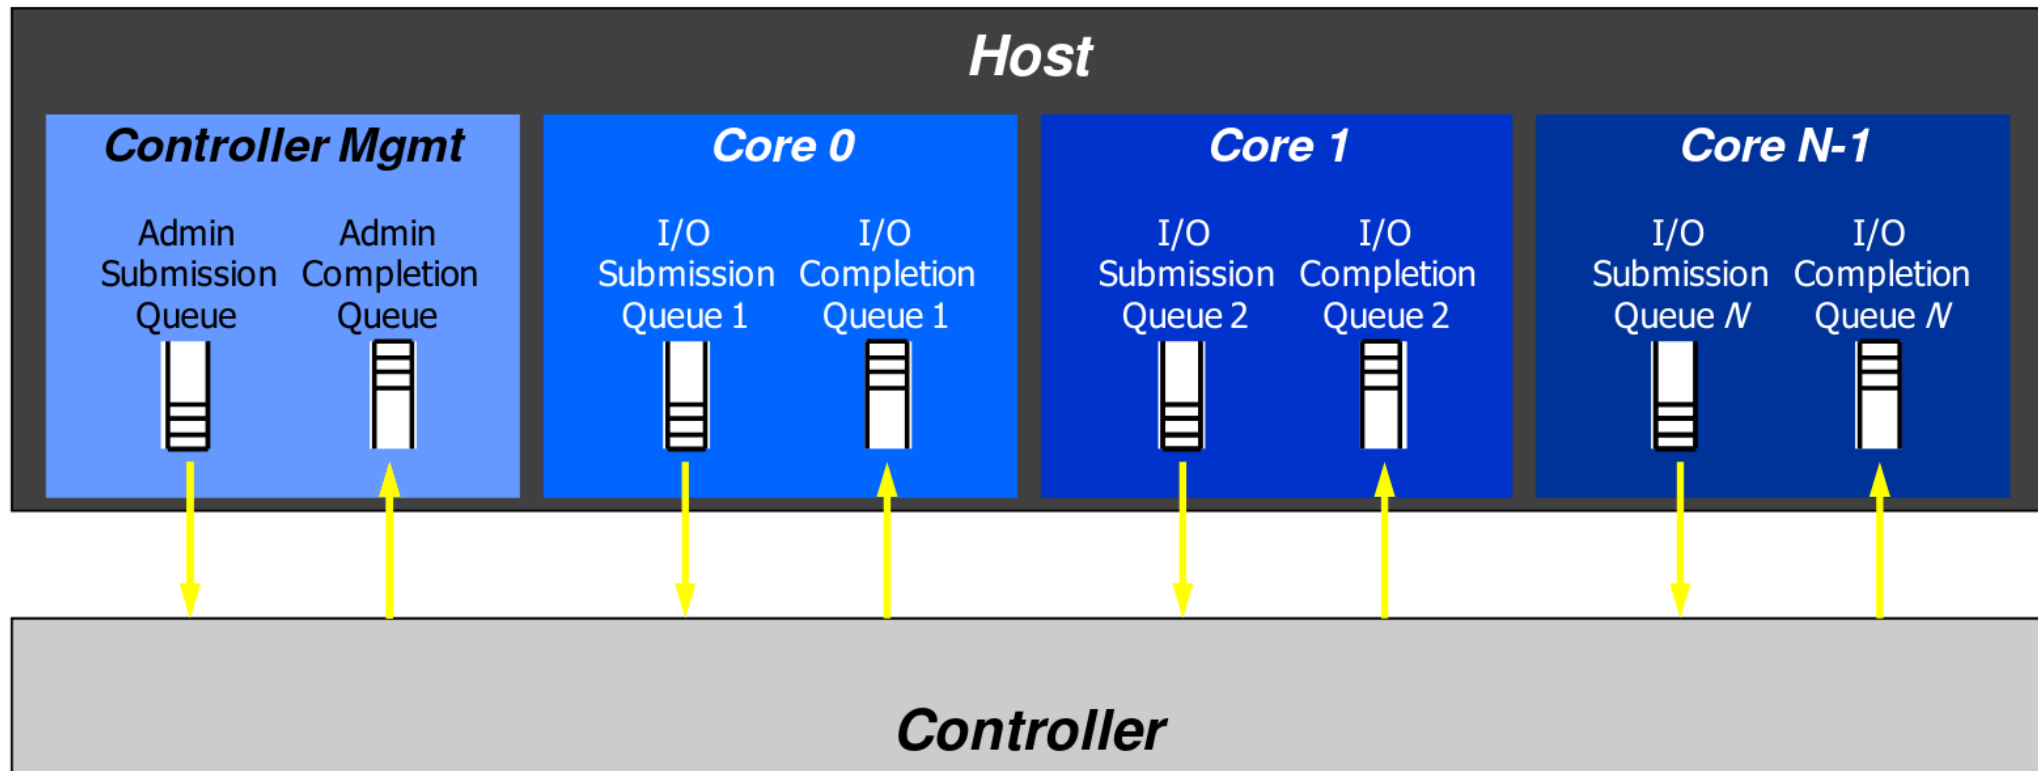 Host
Controller Mgmt
Admin
Submission
Queue
Admin
Completion
Queue
Core 0
I/O
Submission
Queue 1
I/O
Completion
Queue 1
Core 1
I/O
Submission
Queue 2
I/O
Completion
Queue 2
Core N-1
I/O
Submission
Queue N
I/O
Completion
Queue N
Controller